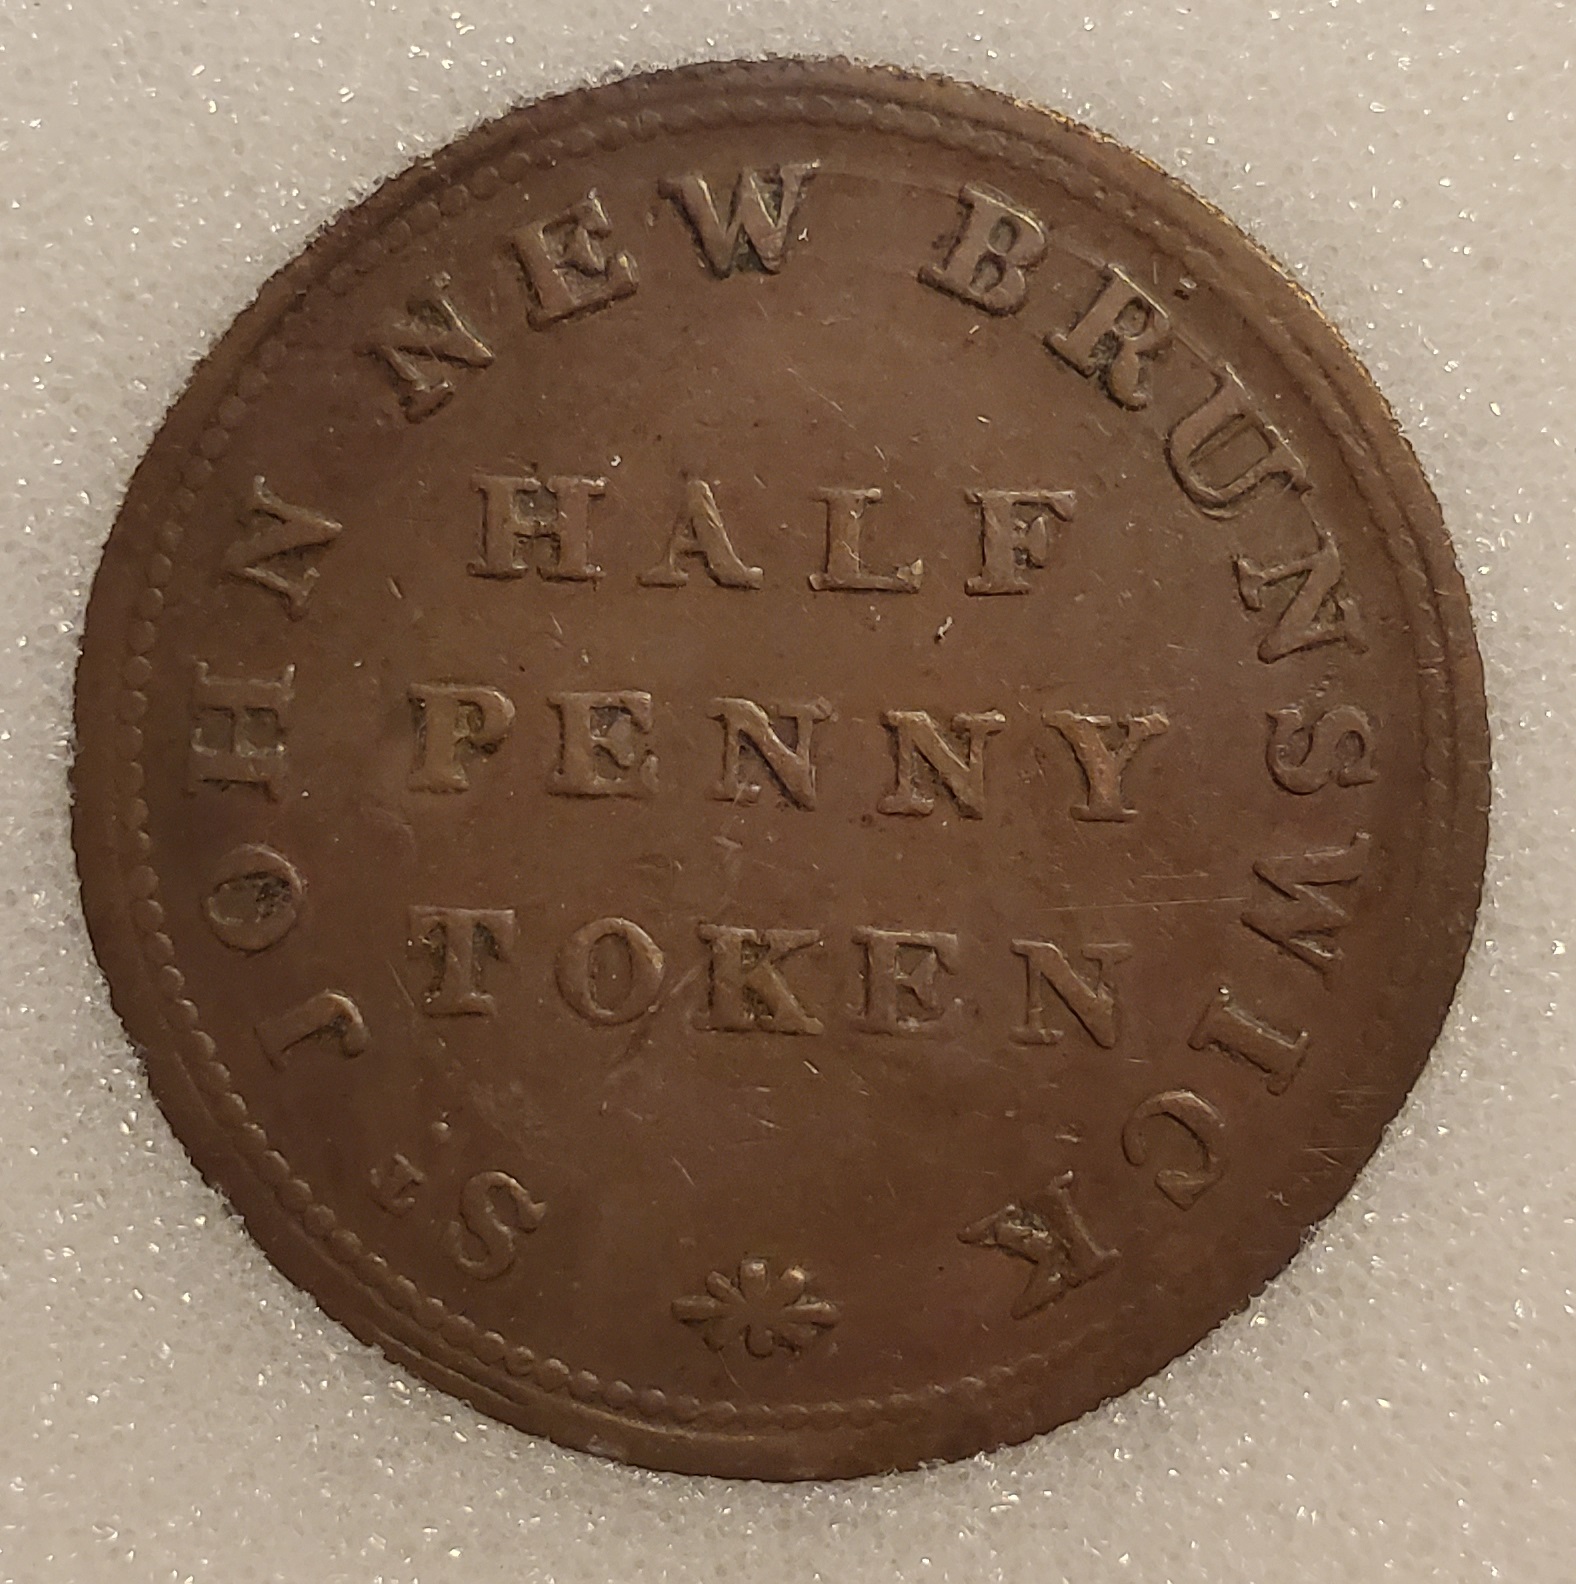 ST. JOHN NEW BRUNSWICK
HALF
PENNY
TOKEN